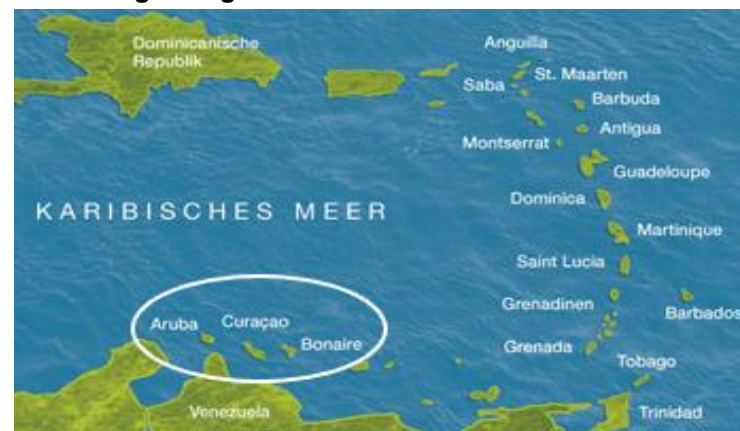 Dominicanische
Republik
Anguilla
St. Maarten
Saba
Barbuda
Antigua
Montserrat
Guadeloupe
Dominica
KARIBISCHES MEER
Martinique
Saint Lucia
Grenadinen
Barbados
Aruba
Curaçao
Bonaire
Grenada
Tobago
Venezuela
Trinidad